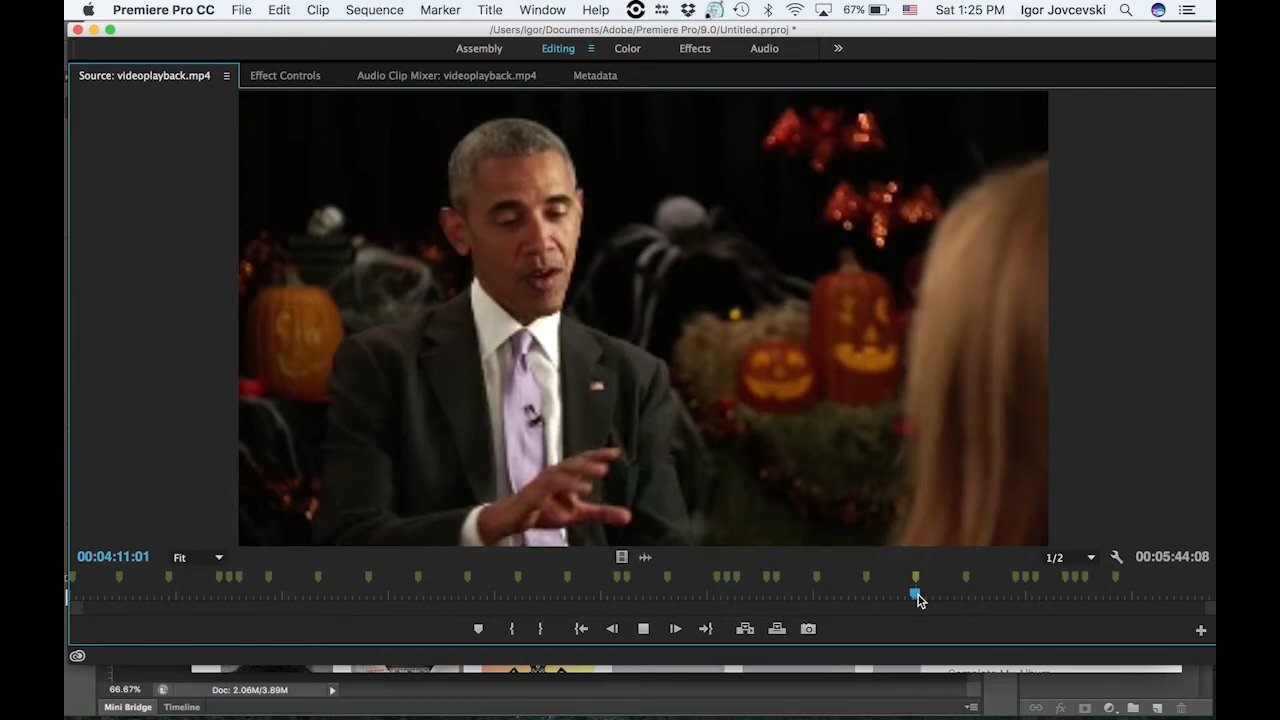 Premiere Pro CC File Edit Clip Sequence Marker Title Window Help 67% Sat 1:25 PM Igor Jovcevski
/Users/Igor/Documents/Adobe/Premiere Pro/9.0/Untitled.prproj *
Assembly Editing Color Effects Audio
Source: videoplayback.mp4 Effect Controls Audio Clip Mixer: videoplayback.mp4 Metadata
00:04:11:01 Fit 1/2 00:05:44:08
66.67% Doc: 2.06M/3.89M
Mini Bridge Timeline